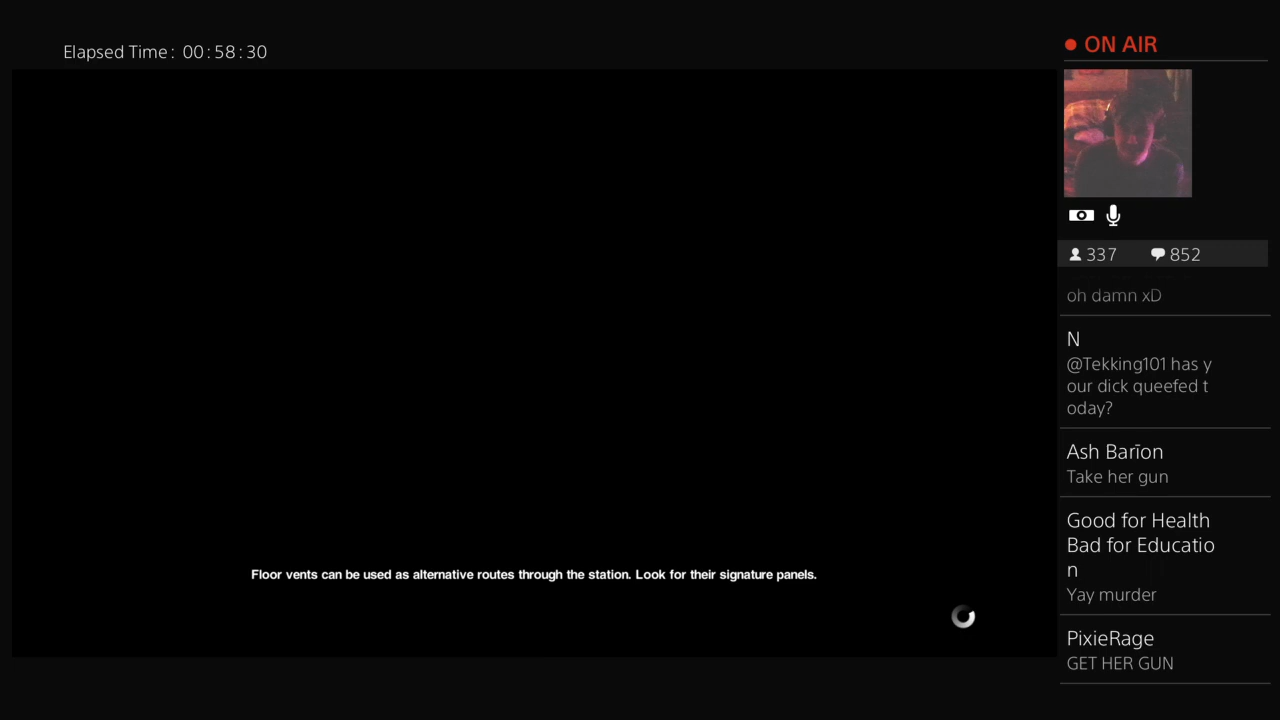 Elapsed Time: 00:58:30
ON AIR
337 852
oh damn xD
N
@Tekking101 has y
our dick queefed t
oday?
Ash Barīon
Take her gun
Good for Health
Bad for Educatio
n
Yay murder
PixieRage
GET HER GUN
Floor vents can be used as alternative routes through the station. Look for their signature panels.